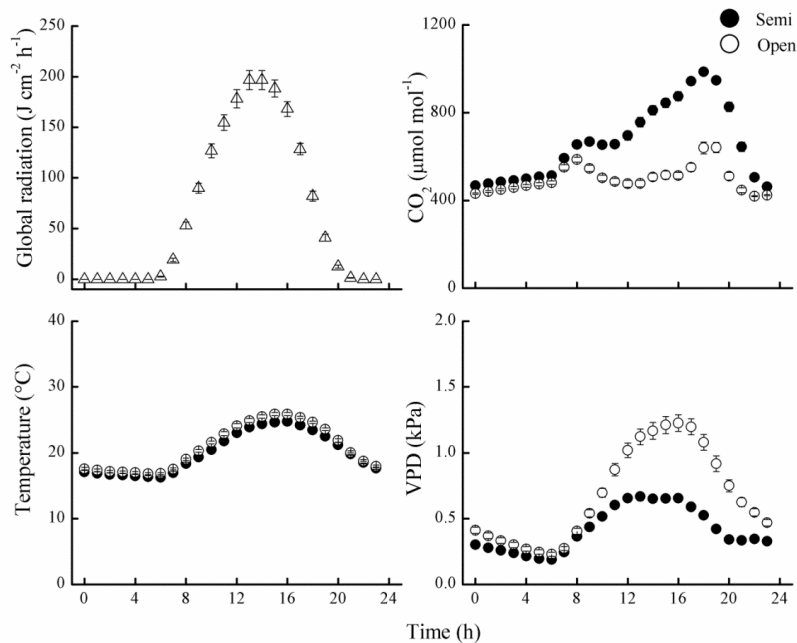 Global radiation (J cm⁻² h⁻¹)
250
200
150
100
50
0
CO₂ (μmol mol⁻¹)
1200
800
400
0
Semi
Open
Temperature (°C)
40
30
20
10
0
0 4 8 12 16 20 24
VPD (kPa)
2.0
1.5
1.0
0.5
0.0
0 4 8 12 16 20 24
Time (h)